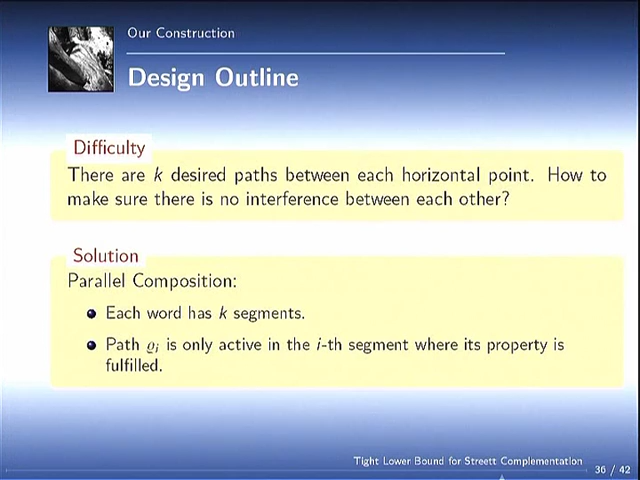 Our Construction
Design Outline
Difficulty
There are k desired paths between each horizontal point. How to
make sure there is no interference between each other?
Solution
Parallel Composition:
Each word has k segments.
Path ϱi is only active in the i-th segment where its property is
fulfilled.
Tight Lower Bound for Streett Complementation
36 / 42